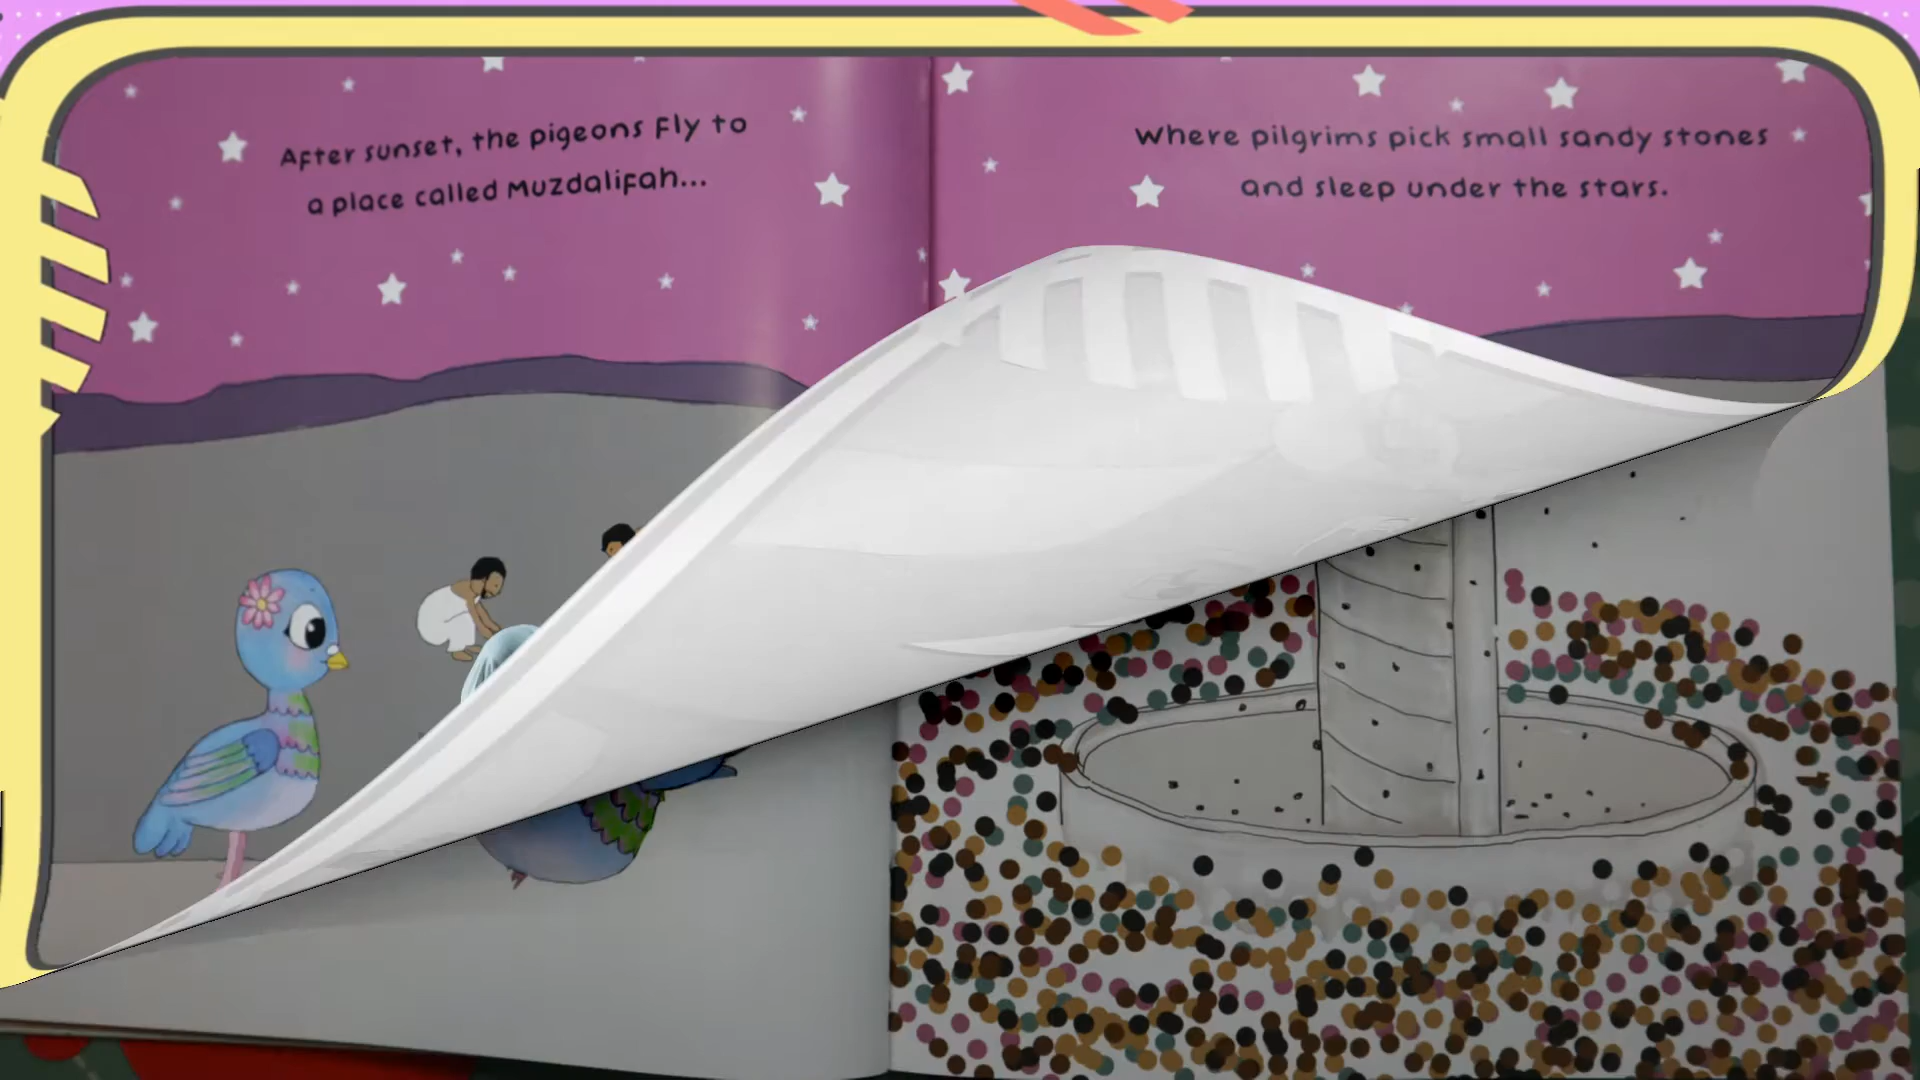 After sunset, the pigeons fly to
a place called Muzdalifah...
Where pilgrims pick small sandy stones
and sleep under the stars.